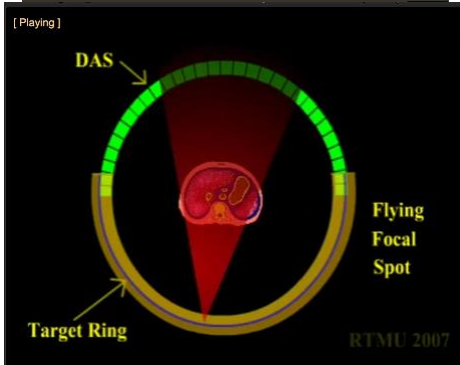 [ Playing ]
DAS
Flying
Focal
Spot
Target Ring
RTMU 2007